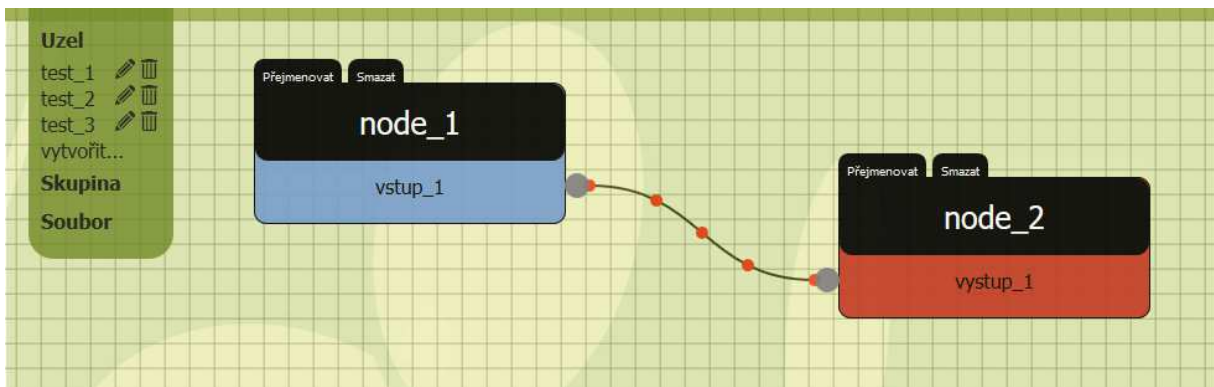 Uzel
test_1
test_2
test_3
vytvořit...
Skupina
Soubor
Přejmenovat Smazat
node_1
vstup_1
Přejmenovat Smazat
node_2
vystup_1